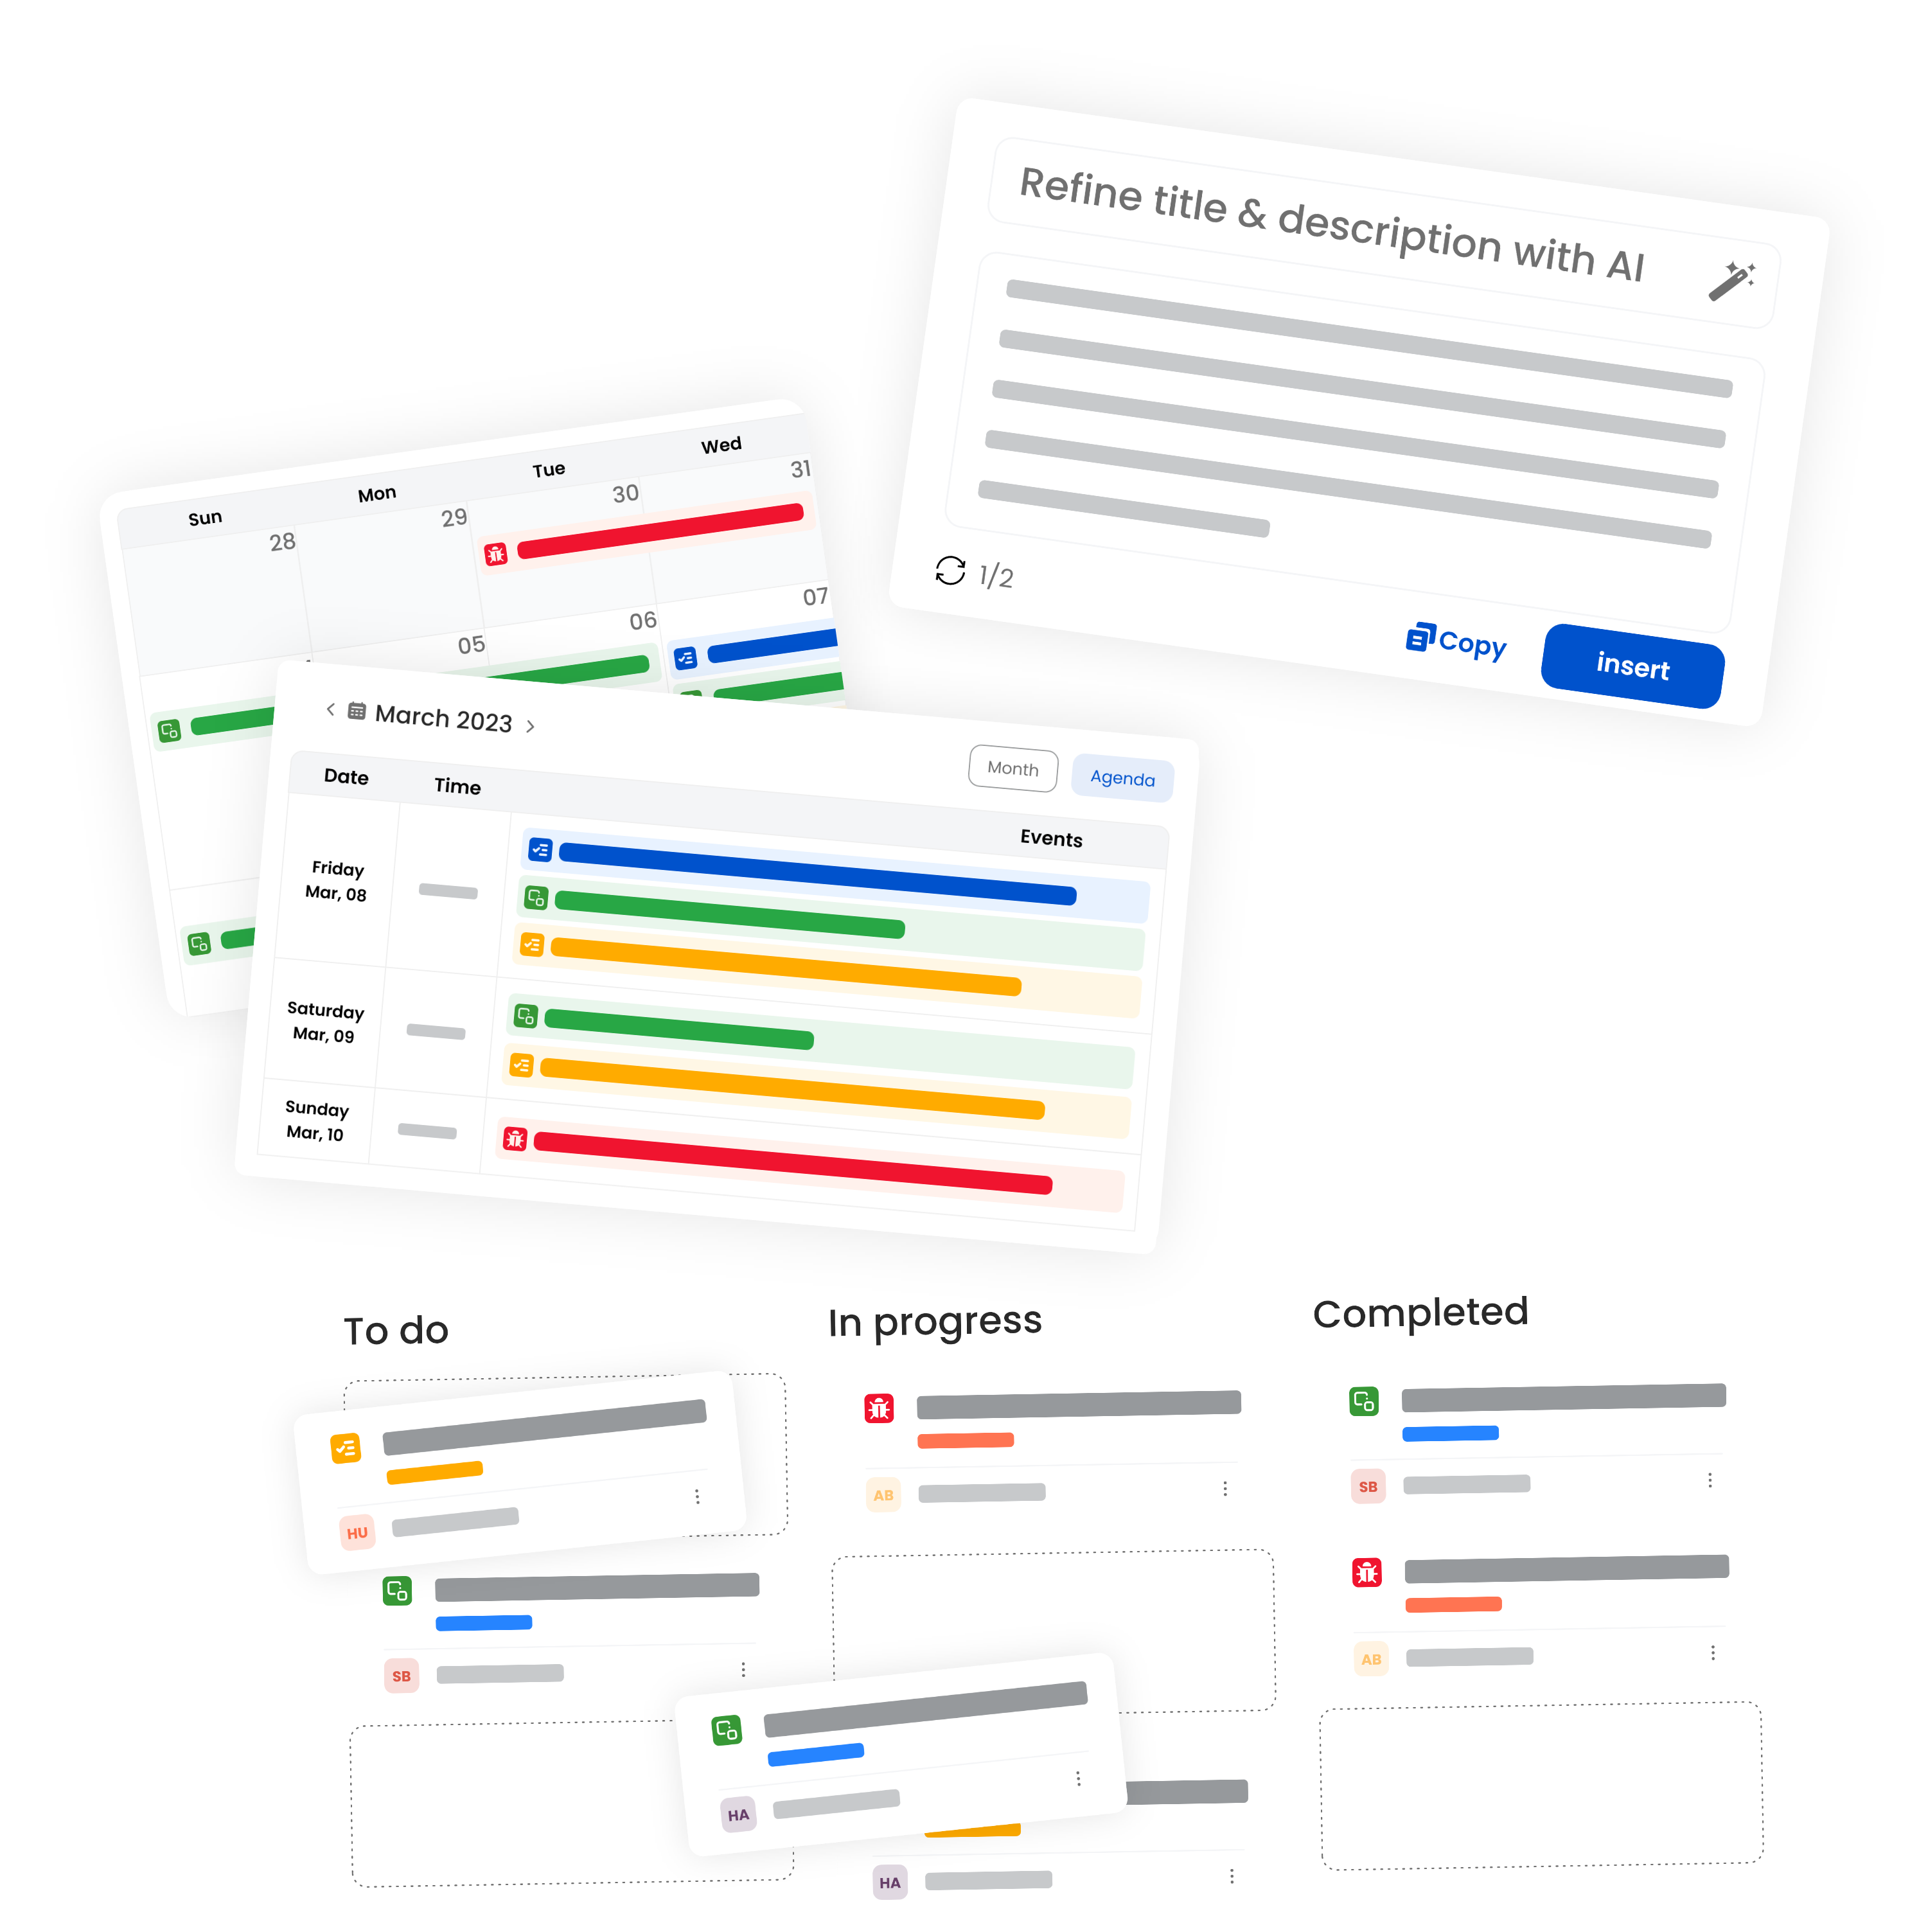 Refine title & description with AI
1/2
Copy
insert
Sun
Mon
Tue
Wed
28
29
30
31
05
06
07
March 2023
Month
Agenda
Date
Time
Events
Friday
Mar, 08
Saturday
Mar, 09
Sunday
Mar, 10
To do
In progress
Completed
HU
AB
SB
SB
AB
HA
HA